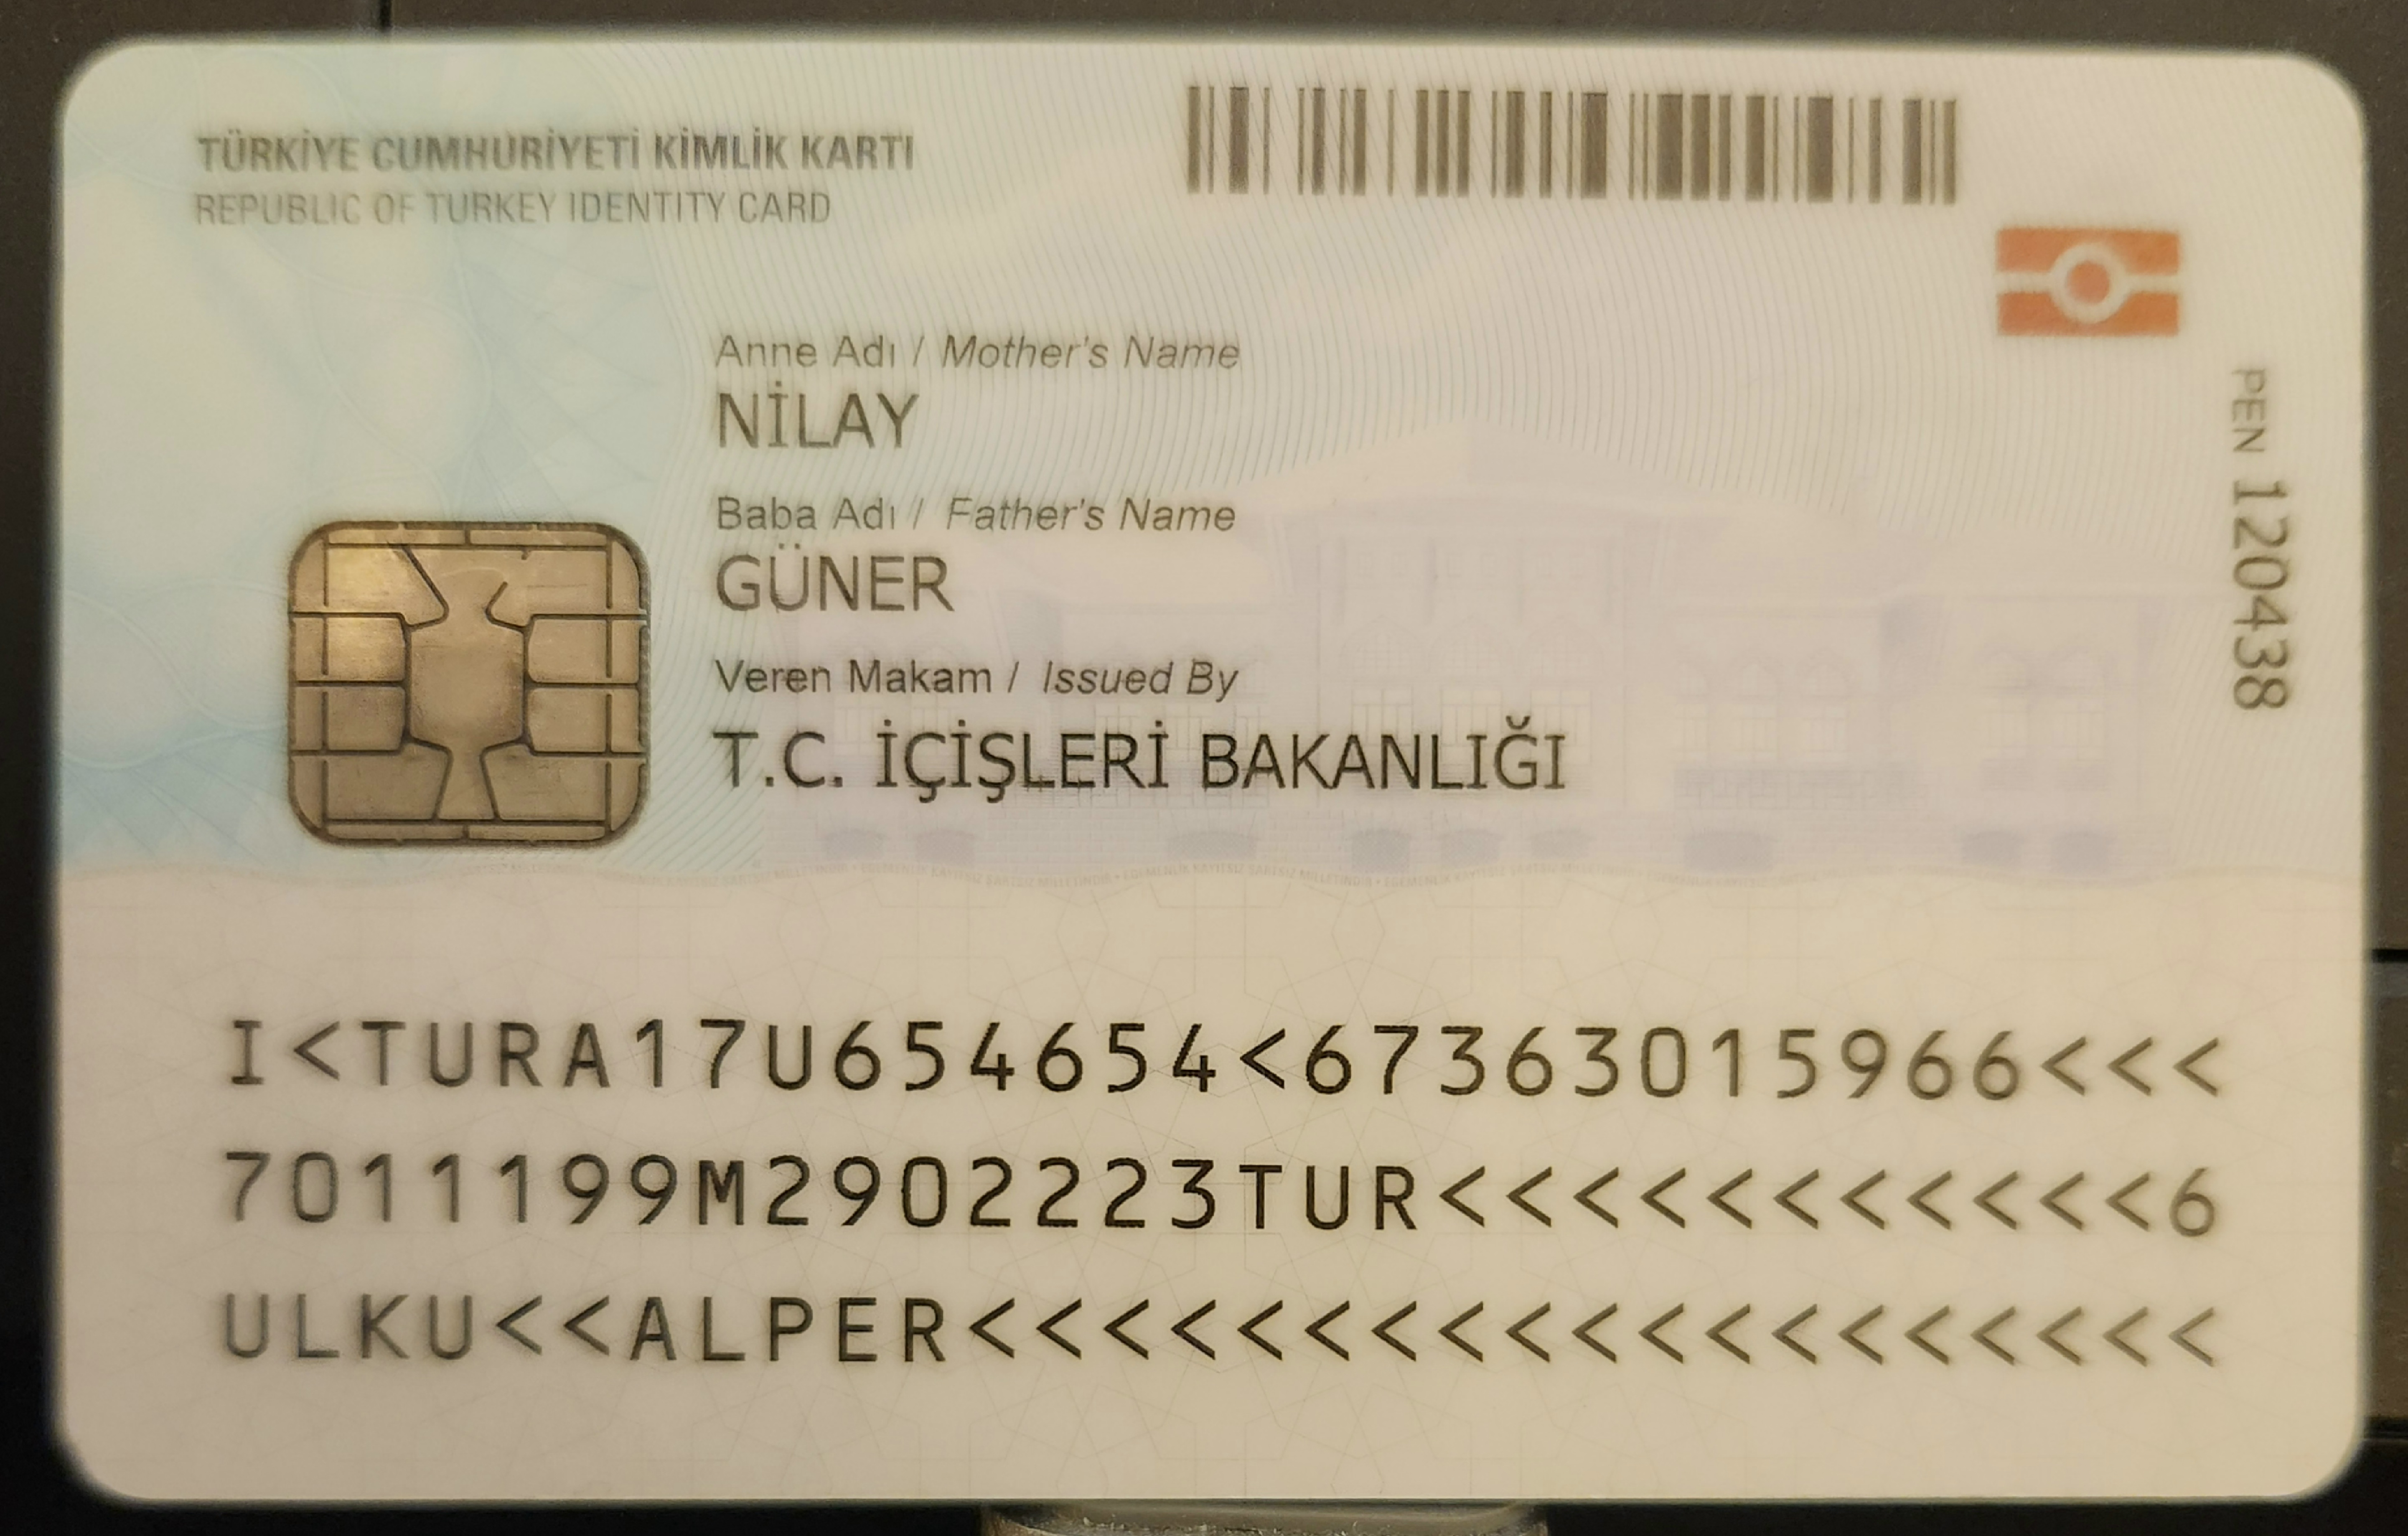 TÜRKİYE CUMHURİYETİ KİMLİK KARTI
REPUBLIC OF TURKEY IDENTITY CARD
Anne Adı / Mother's Name
NİLAY
Baba Adı / Father's Name
GÜNER
Veren Makam / Issued By
T.C. İÇİŞLERİ BAKANLIĞI
PEN 120438
I<TURA17U654654<67363015966<<<
7011199M2902223TUR<<<<<<<<<<<6
ULKU<<ALPER<<<<<<<<<<<<<<<<<<<